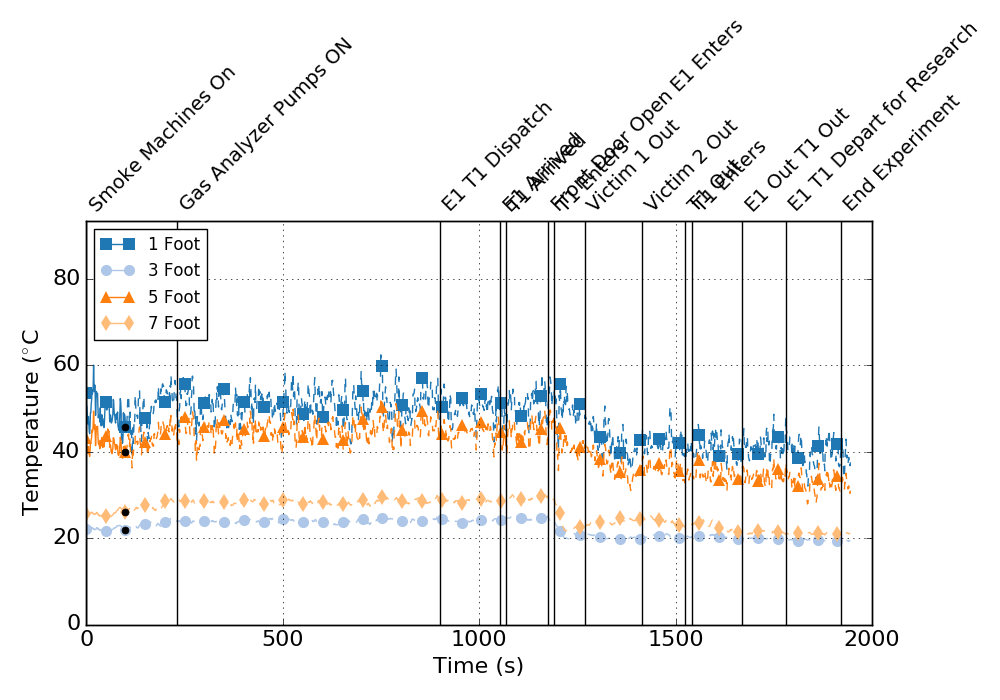 Smoke Machines On
Gas Analyzer Pumps ON
E1 T1 Dispatch
E1 Arrived
T1 Arrived
Front Door Open E1 Enters
T1 Enters
Victim 1 Out
Victim 2 Out
T1 Out
T1 Enters
E1 Out T1 Out
E1 T1 Depart for Research
End Experiment
1 Foot
3 Foot
5 Foot
7 Foot
Temperature (°C
80
60
40
20
0
0 500 1000 1500 2000
Time (s)